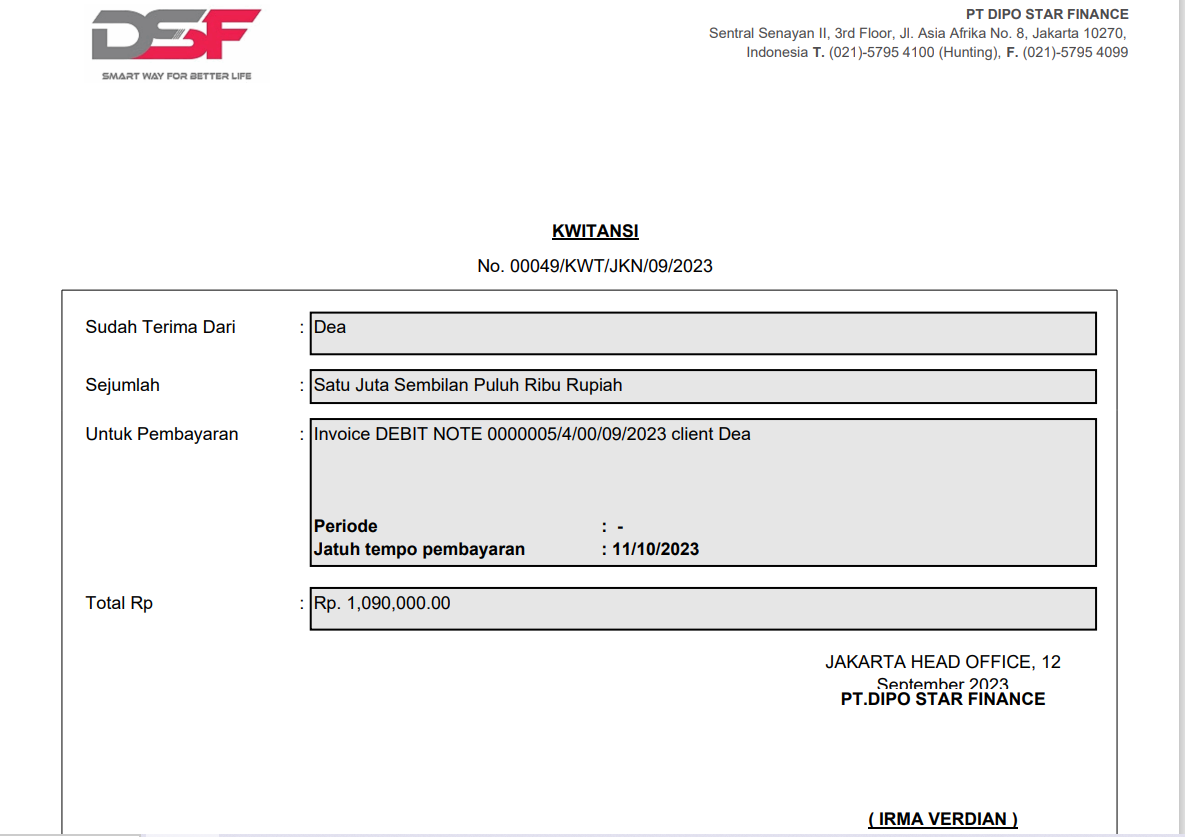 DSF
SMART WAY FOR BETTER LIFE
PT DIPO STAR FINANCE
Sentral Senayan II, 3rd Floor, Jl. Asia Afrika No. 8, Jakarta 10270,
Indonesia T. (021)-5795 4100 (Hunting), F. (021)-5795 4099
KWITANSI
No. 00049/KWT/JKN/09/2023
Sudah Terima Dari : Dea
Sejumlah : Satu Juta Sembilan Puluh Ribu Rupiah
Untuk Pembayaran : Invoice DEBIT NOTE 0000005/4/00/09/2023 client Dea
Periode : -
Jatuh tempo pembayaran : 11/10/2023
Total Rp : Rp. 1,090,000.00
JAKARTA HEAD OFFICE, 12
September 2023
PT.DIPO STAR FINANCE
( IRMA VERDIAN )